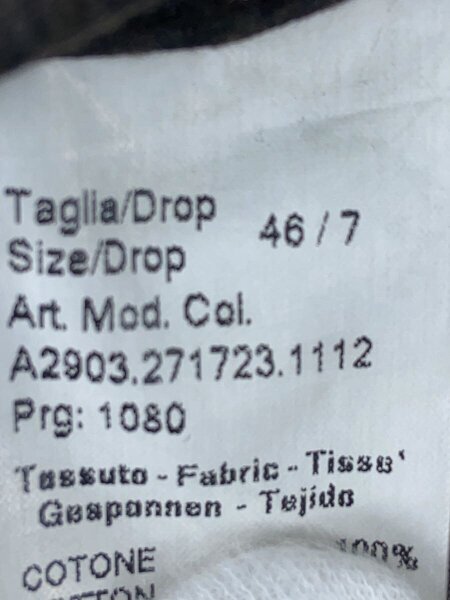 Taglia/Drop
46 / 7
Size/Drop
Art. Mod. Col.
A2903.271723.1112
Prg: 1080
Tessuto - Fabric - Tissu'
Gespannen - Tejido
COTONE 100%